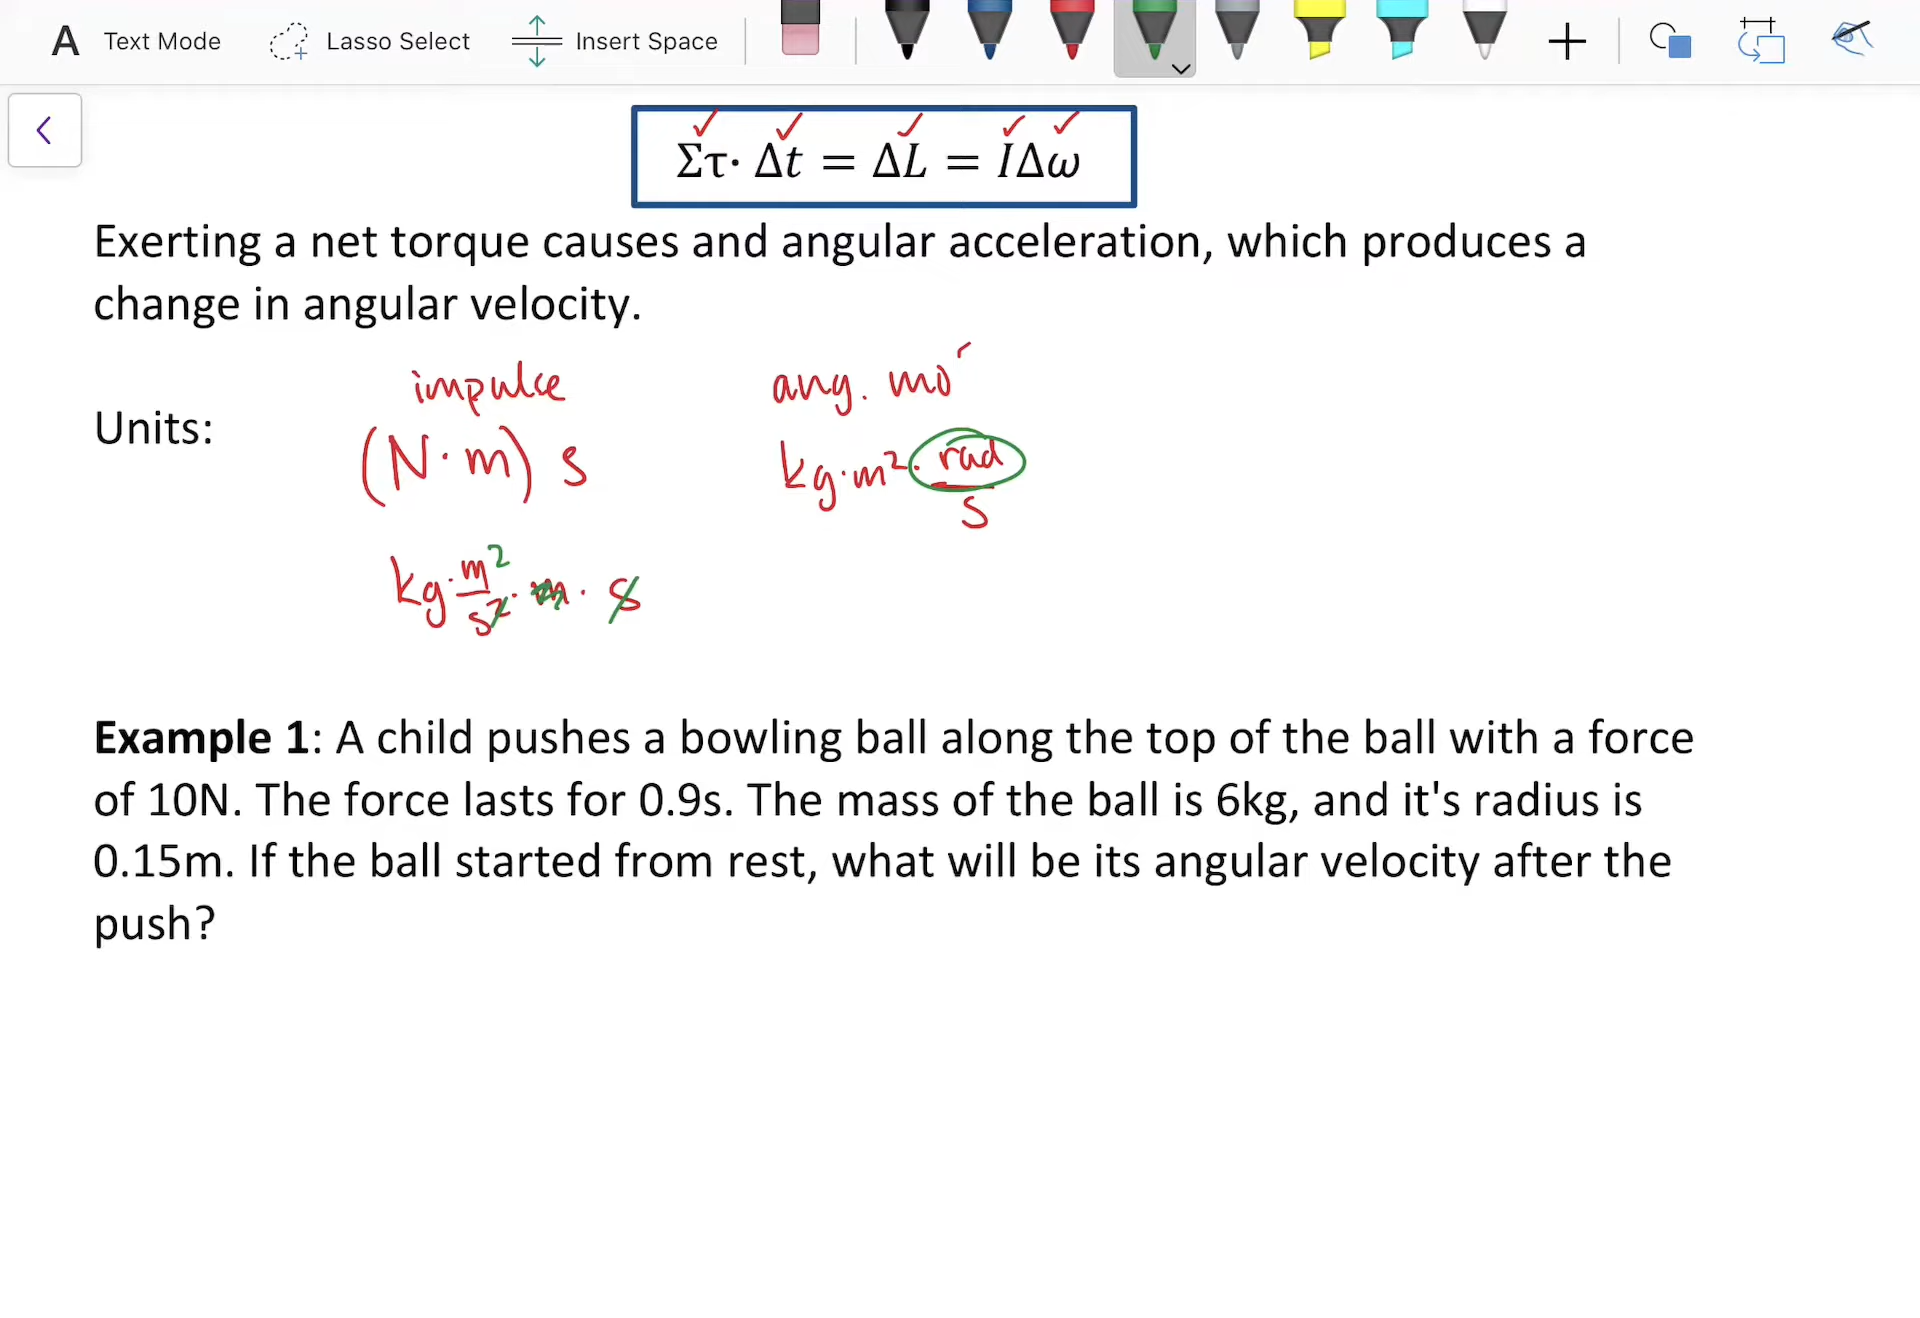 Text Mode Lasso Select Insert Space
Στ· Δt = ΔL = IΔω
Exerting a net torque causes and angular acceleration, which produces a
change in angular velocity.
impulse ang. mo
Units: (N·m) s kg·m²· rad/s
kg·m²/s²·m·s
Example 1: A child pushes a bowling ball along the top of the ball with a force
of 10N. The force lasts for 0.9s. The mass of the ball is 6kg, and it's radius is
0.15m. If the ball started from rest, what will be its angular velocity after the
push?